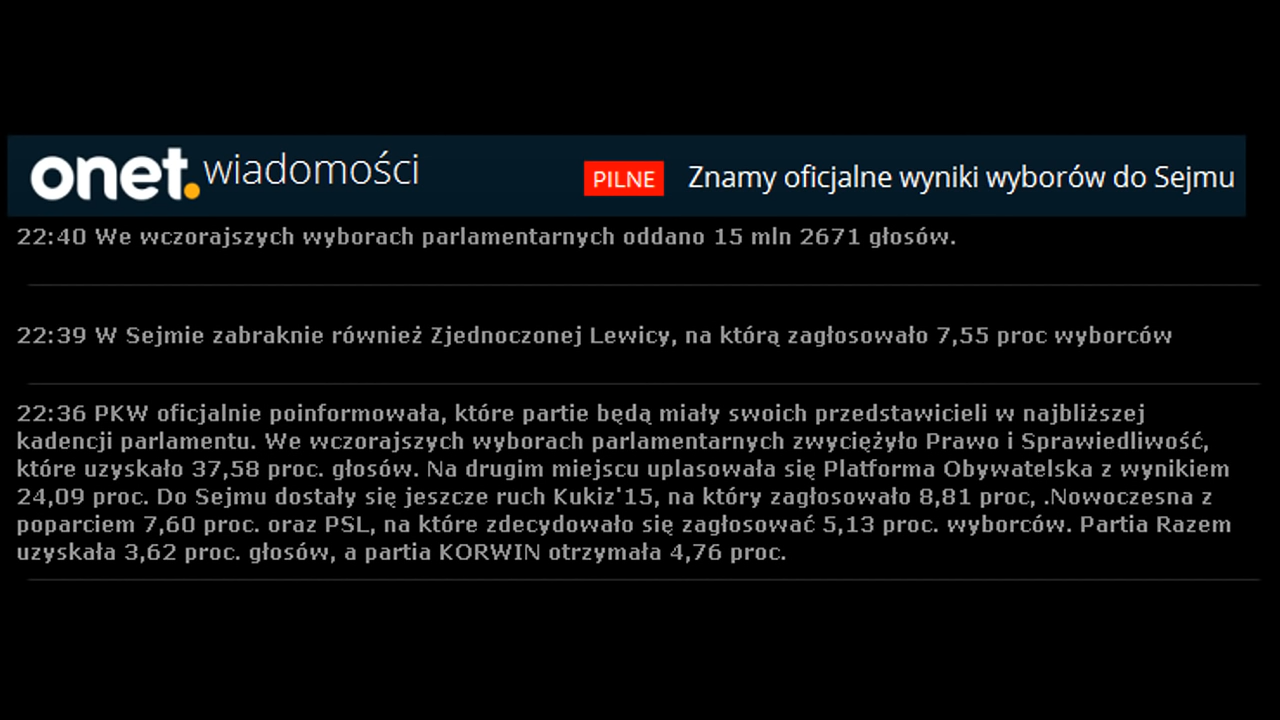 onet.wiadomości PILNE Znamy oficjalne wyniki wyborów do Sejmu
22:40 We wczorajszych wyborach parlamentarnych oddano 15 mln 2671 głosów.
22:39 W Sejmie zabraknie również Zjednoczonej Lewicy, na którą zagłosowało 7,55 proc wyborców
22:36 PKW oficjalnie poinformowała, które partie będą miały swoich przedstawicieli w najbliższej
kadencji parlamentu. We wczorajszych wyborach parlamentarnych zwyciężyło Prawo i Sprawiedliwość,
które uzyskało 37,58 proc. głosów. Na drugim miejscu uplasowała się Platforma Obywatelska z wynikiem
24,09 proc. Do Sejmu dostały się jeszcze ruch Kukiz'15, na który zagłosowało 8,81 proc, .Nowoczesna z
poparciem 7,60 proc. oraz PSL, na które zdecydowało się zagłosować 5,13 proc. wyborców. Partia Razem
uzyskała 3,62 proc. głosów, a partia KORWIN otrzymała 4,76 proc.